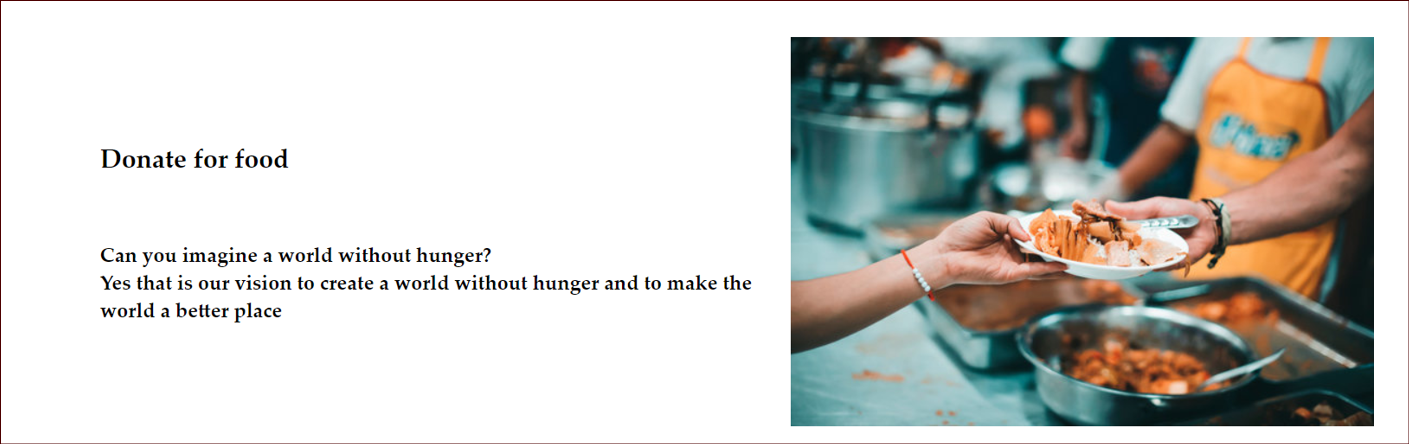 Donate for food
Can you imagine a world without hunger?
Yes that is our vision to create a world without hunger and to make the
world a better place